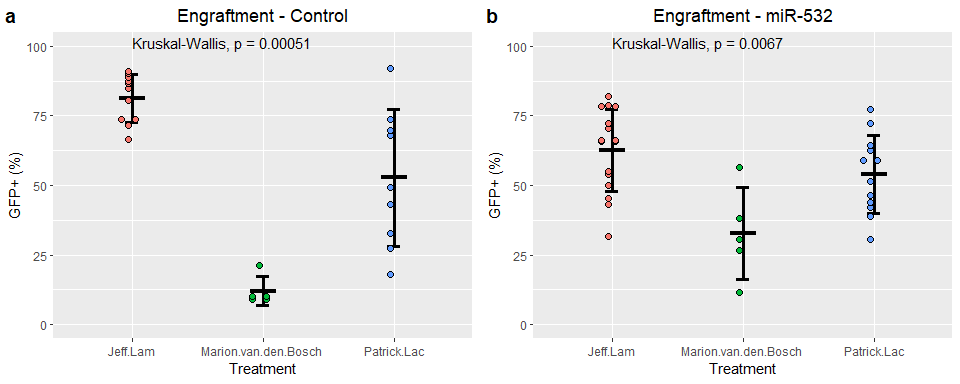 a
Engraftment - Control
Kruskal-Wallis, p = 0.00051
100
75
50
25
0
GFP+ (%)
Jeff.Lam Marion.van.den.Bosch Patrick.Lac
Treatment
b
Engraftment - miR-532
Kruskal-Wallis, p = 0.0067
100
75
50
25
0
GFP+ (%)
Jeff.Lam Marion.van.den.Bosch Patrick.Lac
Treatment